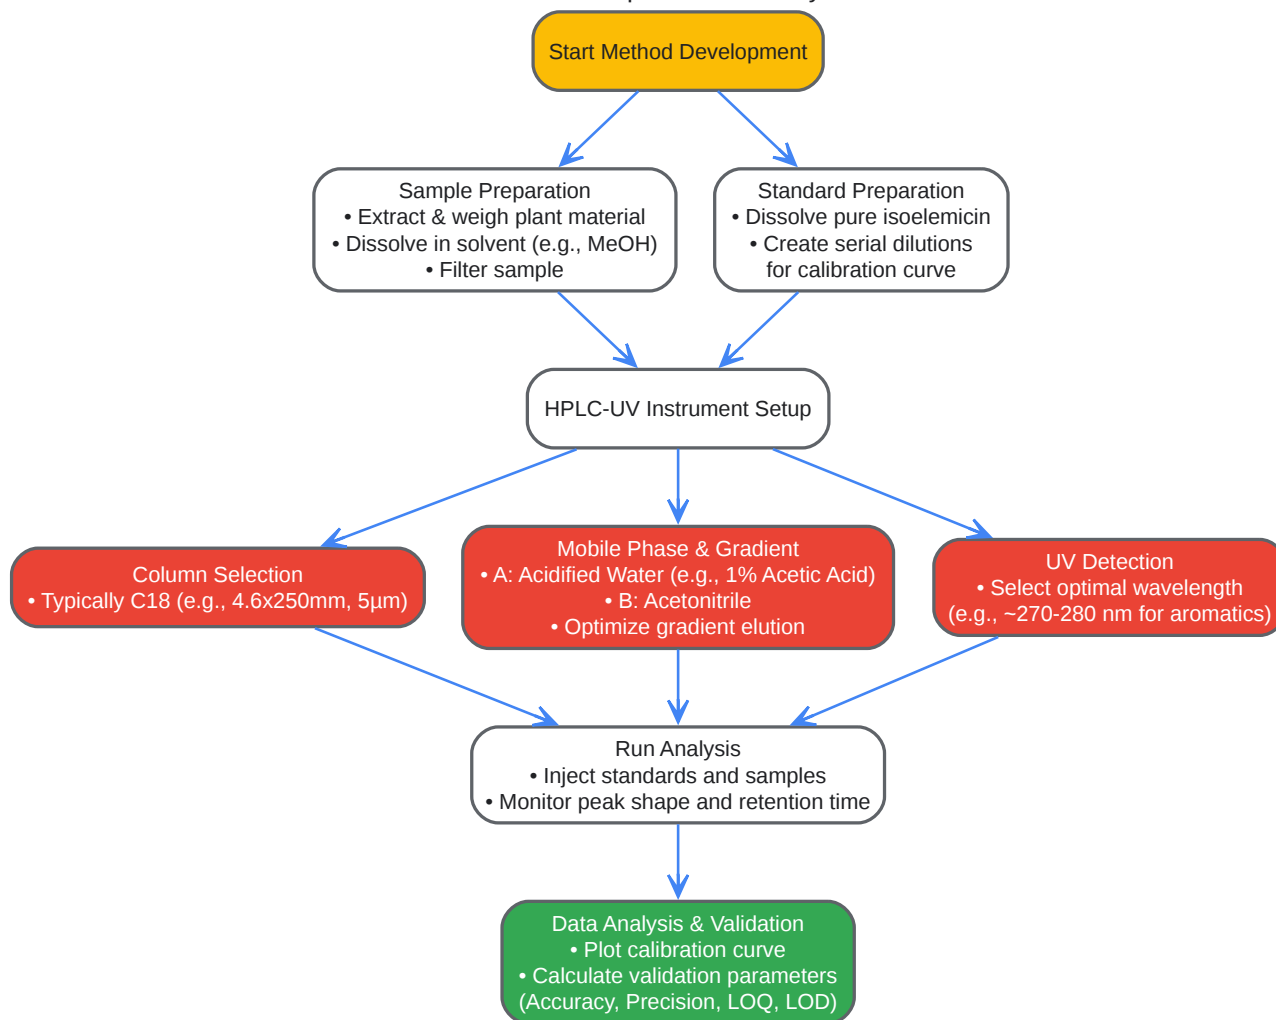 Start Method Development
Sample Preparation
• Extract & weigh plant material
• Dissolve in solvent (e.g., MeOH)
• Filter sample
Standard Preparation
• Dissolve pure isoelemicin
• Create serial dilutions
for calibration curve
HPLC-UV Instrument Setup
Column Selection
• Typically C18 (e.g., 4.6x250mm, 5µm)
Mobile Phase & Gradient
• A: Acidified Water (e.g., 1% Acetic Acid)
• B: Acetonitrile
• Optimize gradient elution
UV Detection
• Select optimal wavelength
(e.g., ~270-280 nm for aromatics)
Run Analysis
• Inject standards and samples
• Monitor peak shape and retention time
Data Analysis & Validation
• Plot calibration curve
• Calculate validation parameters
(Accuracy, Precision, LOQ, LOD)